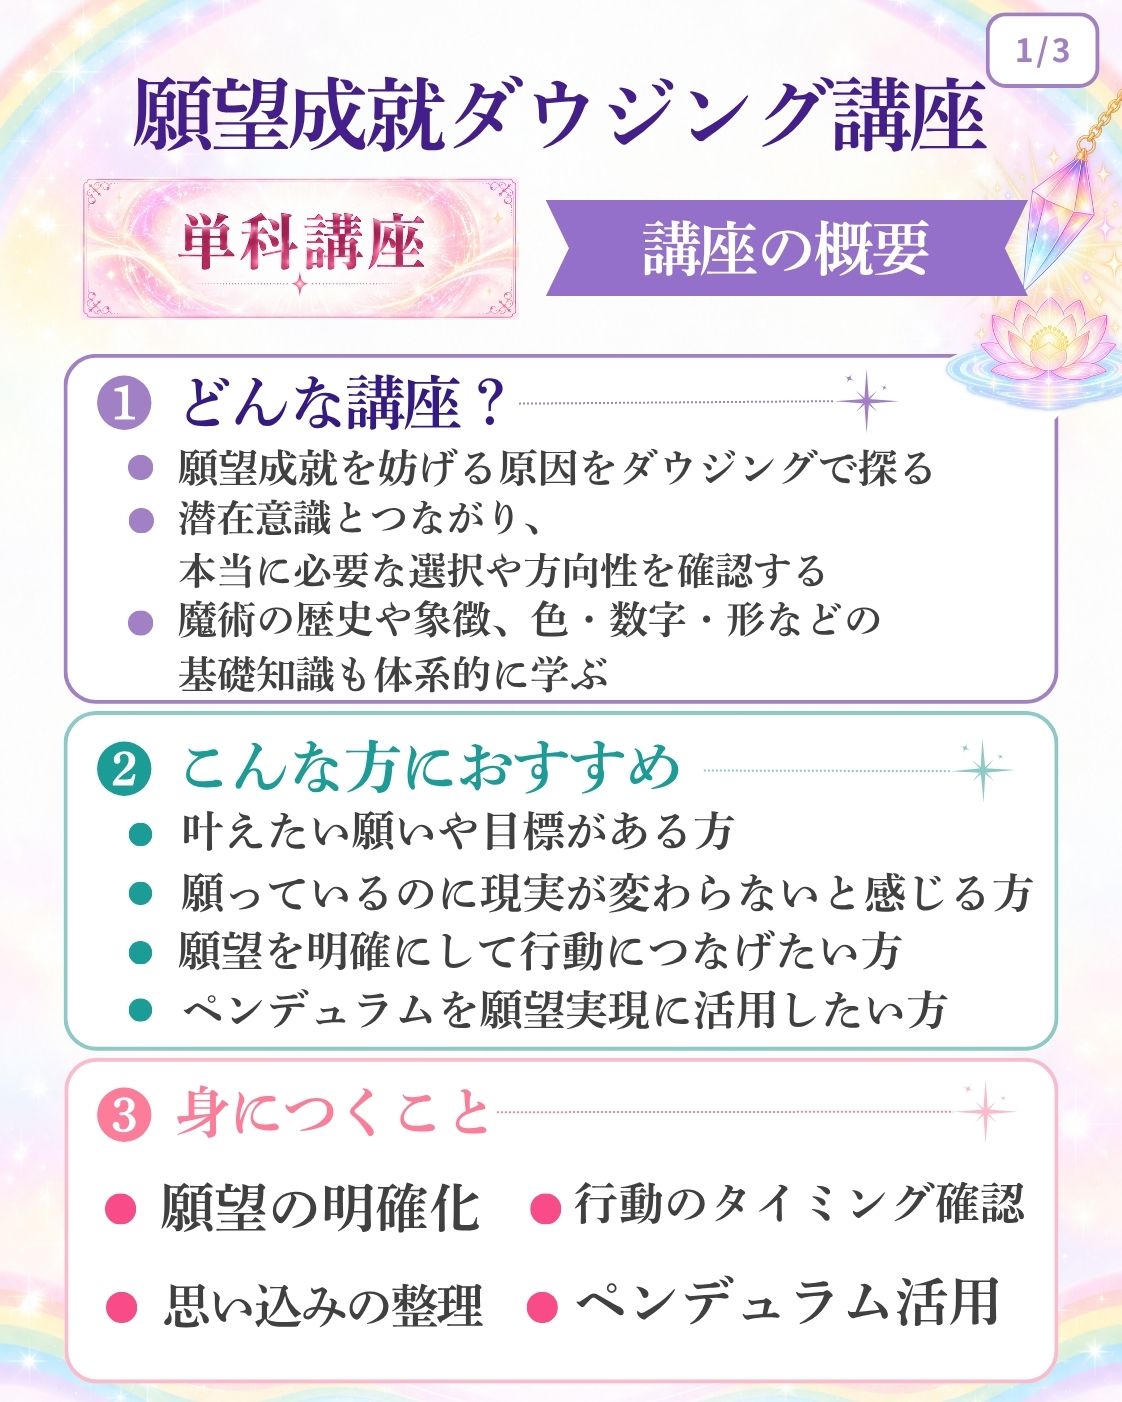 1/3
願望成就ダウジング講座
単科講座
講座の概要
1 どんな講座？
願望成就を妨げる原因をダウジングで探る
潜在意識とつながり、
本当に必要な選択や方向性を確認する
魔術の歴史や象徴、色・数字・形などの
基礎知識も体系的に学ぶ
2 こんな方におすすめ
叶えたい願いや目標がある方
願っているのに現実が変わらないと感じる方
願望を明確にして行動につなげたい方
ペンデュラムを願望実現に活用したい方
3 身につくこと
願望の明確化
行動のタイミング確認
思い込みの整理
ペンデュラム活用